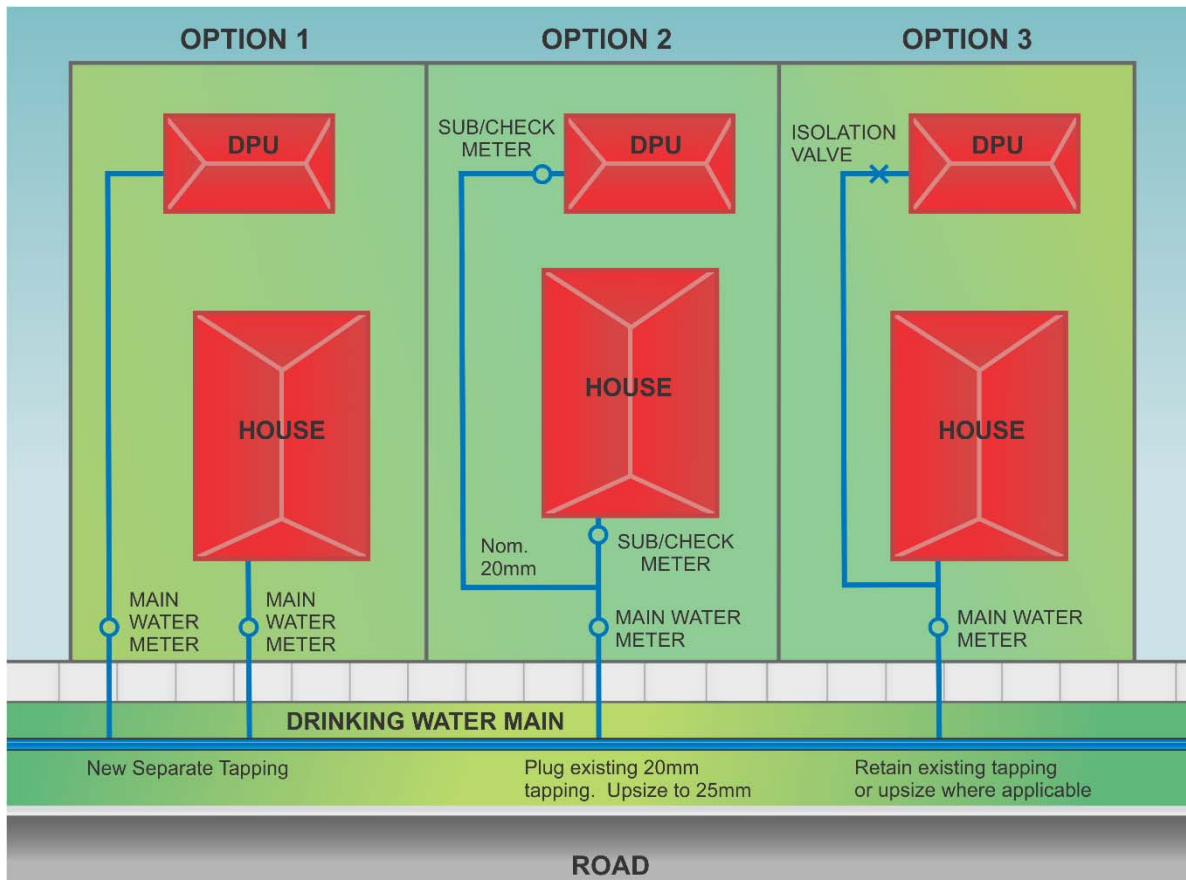 OPTION 1
DPU
HOUSE
MAIN
WATER
METER
MAIN
WATER
METER
OPTION 2
SUB/CHECK
METER
DPU
HOUSE
Nom.
20mm
SUB/CHECK
METER
MAIN WATER
METER
OPTION 3
ISOLATION
VALVE
DPU
HOUSE
MAIN WATER
METER
DRINKING WATER MAIN
New Separate Tapping
Plug existing 20mm
tapping. Upsize to 25mm
Retain existing tapping
or upsize where applicable
ROAD